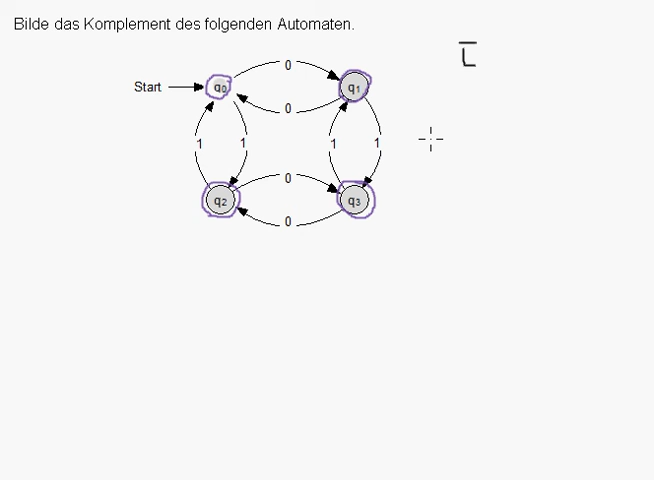 Bilde das Komplement des folgenden Automaten.
L̅
Start q0 0 q1
0
1 1 1 1
q2 0 q3
0